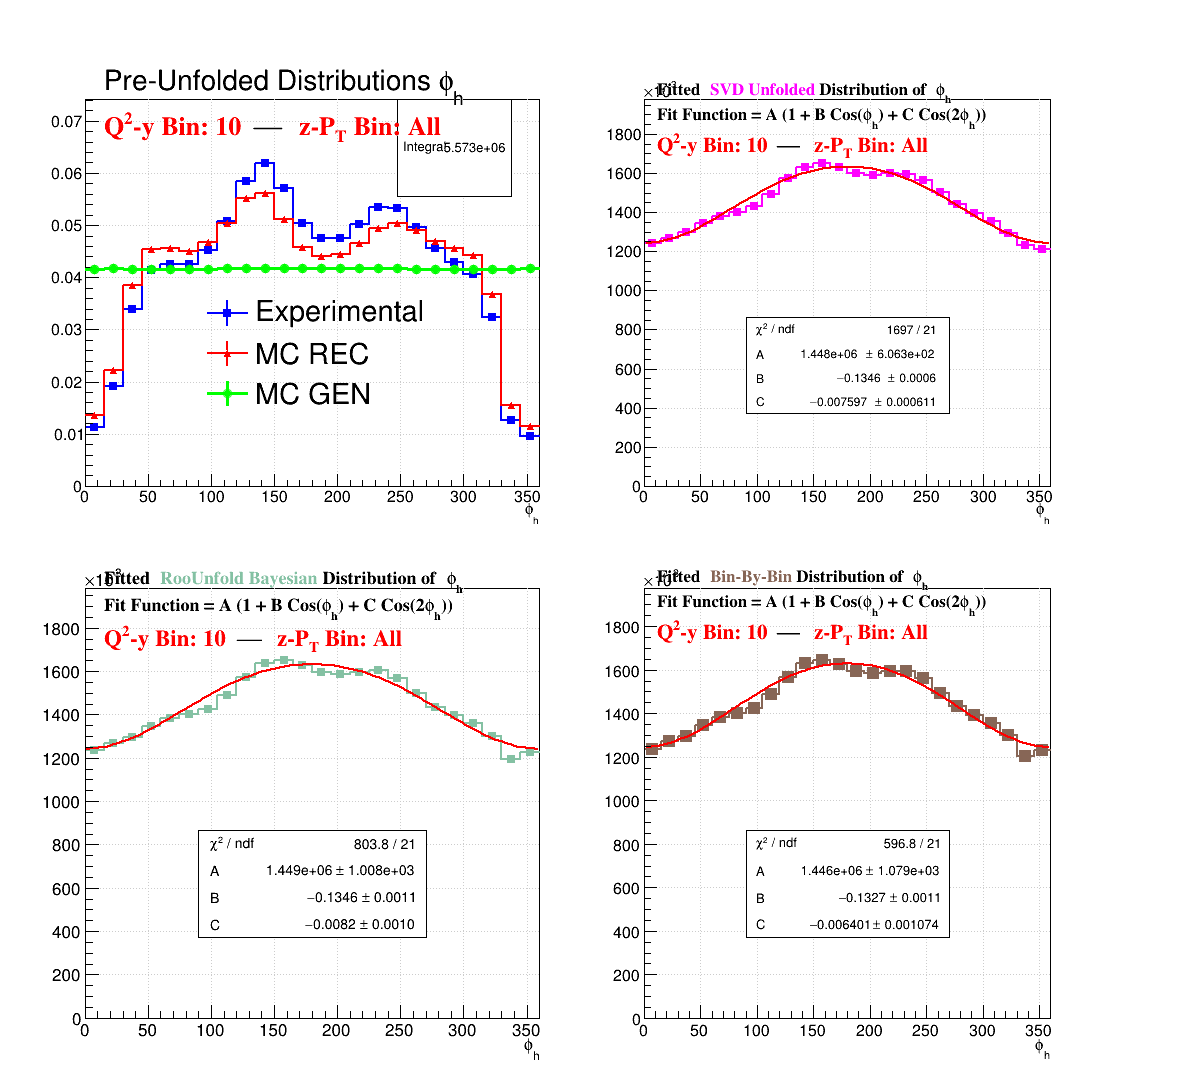 Pre-Unfolded Distributions ϕh
Q²-y Bin: 10 — z-PT Bin: All
Integral 5.573e+06
0.07
0.06
0.05
0.04
0.03
0.02
0.01
0
Experimental
MC REC
MC GEN
0 50 100 150 200 250 300 350
ϕh
Fitted SVD Unfolded Distribution of ϕh
Fit Function = A (1 + B Cos(ϕh) + C Cos(2ϕh))
Q²-y Bin: 10 — z-PT Bin: All
1800
1600
1400
1200
1000
800
600
400
200
0
χ² / ndf 1697 / 21
A 1.448e+06 ± 6.063e+02
B −0.1346 ± 0.0006
C −0.007597 ± 0.000611
0 50 100 150 200 250 300 350
ϕh
Fitted RooUnfold Bayesian Distribution of ϕh
Fit Function = A (1 + B Cos(ϕh) + C Cos(2ϕh))
Q²-y Bin: 10 — z-PT Bin: All
1800
1600
1400
1200
1000
800
600
400
200
0
χ² / ndf 803.8 / 21
A 1.449e+06 ± 1.008e+03
B −0.1346 ± 0.0011
C −0.0082 ± 0.0010
0 50 100 150 200 250 300 350
ϕh
Fitted Bin-By-Bin Distribution of ϕh
Fit Function = A (1 + B Cos(ϕh) + C Cos(2ϕh))
Q²-y Bin: 10 — z-PT Bin: All
1800
1600
1400
1200
1000
800
600
400
200
0
χ² / ndf 596.8 / 21
A 1.446e+06 ± 1.079e+03
B −0.1327 ± 0.0011
C −0.006401 ± 0.001074
0 50 100 150 200 250 300 350
ϕh